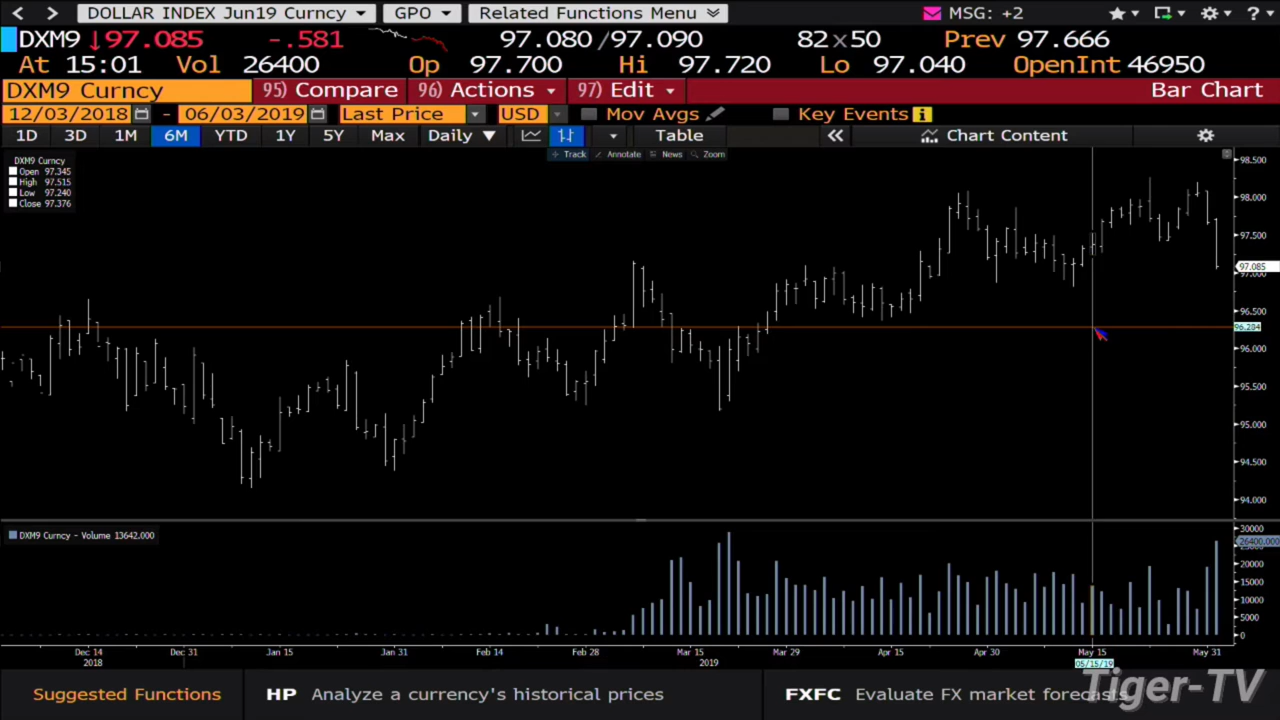 DOLLAR INDEX Jun19 Curncy GPO Related Functions Menu MSG: +2 ?
DXM9 ↓97.085 -.581 97.080/97.090 82x50 Prev 97.666
At 15:01 Vol 26400 Op 97.700 Hi 97.720 Lo 97.040 OpenInt 46950
DXM9 Curncy 95) Compare 96) Actions 97) Edit Bar Chart
12/03/2018 - 06/03/2019 Last Price USD Mov Avgs Key Events i
1D 3D 1M 6M YTD 1Y 5Y Max Daily ▼ Table « Chart Content
Track Annotate News Zoom
DXM9 Curncy
Open 97.345
High 97.515
Low 97.240
Close 97.376
98.500
98.000
97.500
97.085
97.000
96.500
96.284
96.000
95.500
95.000
94.500
94.000
DXM9 Curncy - Volume 13642.000
30000
26400.000
20000
15000
10000
5000
0
Dec 14 Dec 31 Jan 15 Jan 31 Feb 14 Feb 28 Mar 15 Mar 29 Apr 15 Apr 30 May 15 May 31
2018 2019 05/15/19
Suggested Functions HP Analyze a currency's historical prices FXFC Evaluate FX market forecasts
Tiger-TV